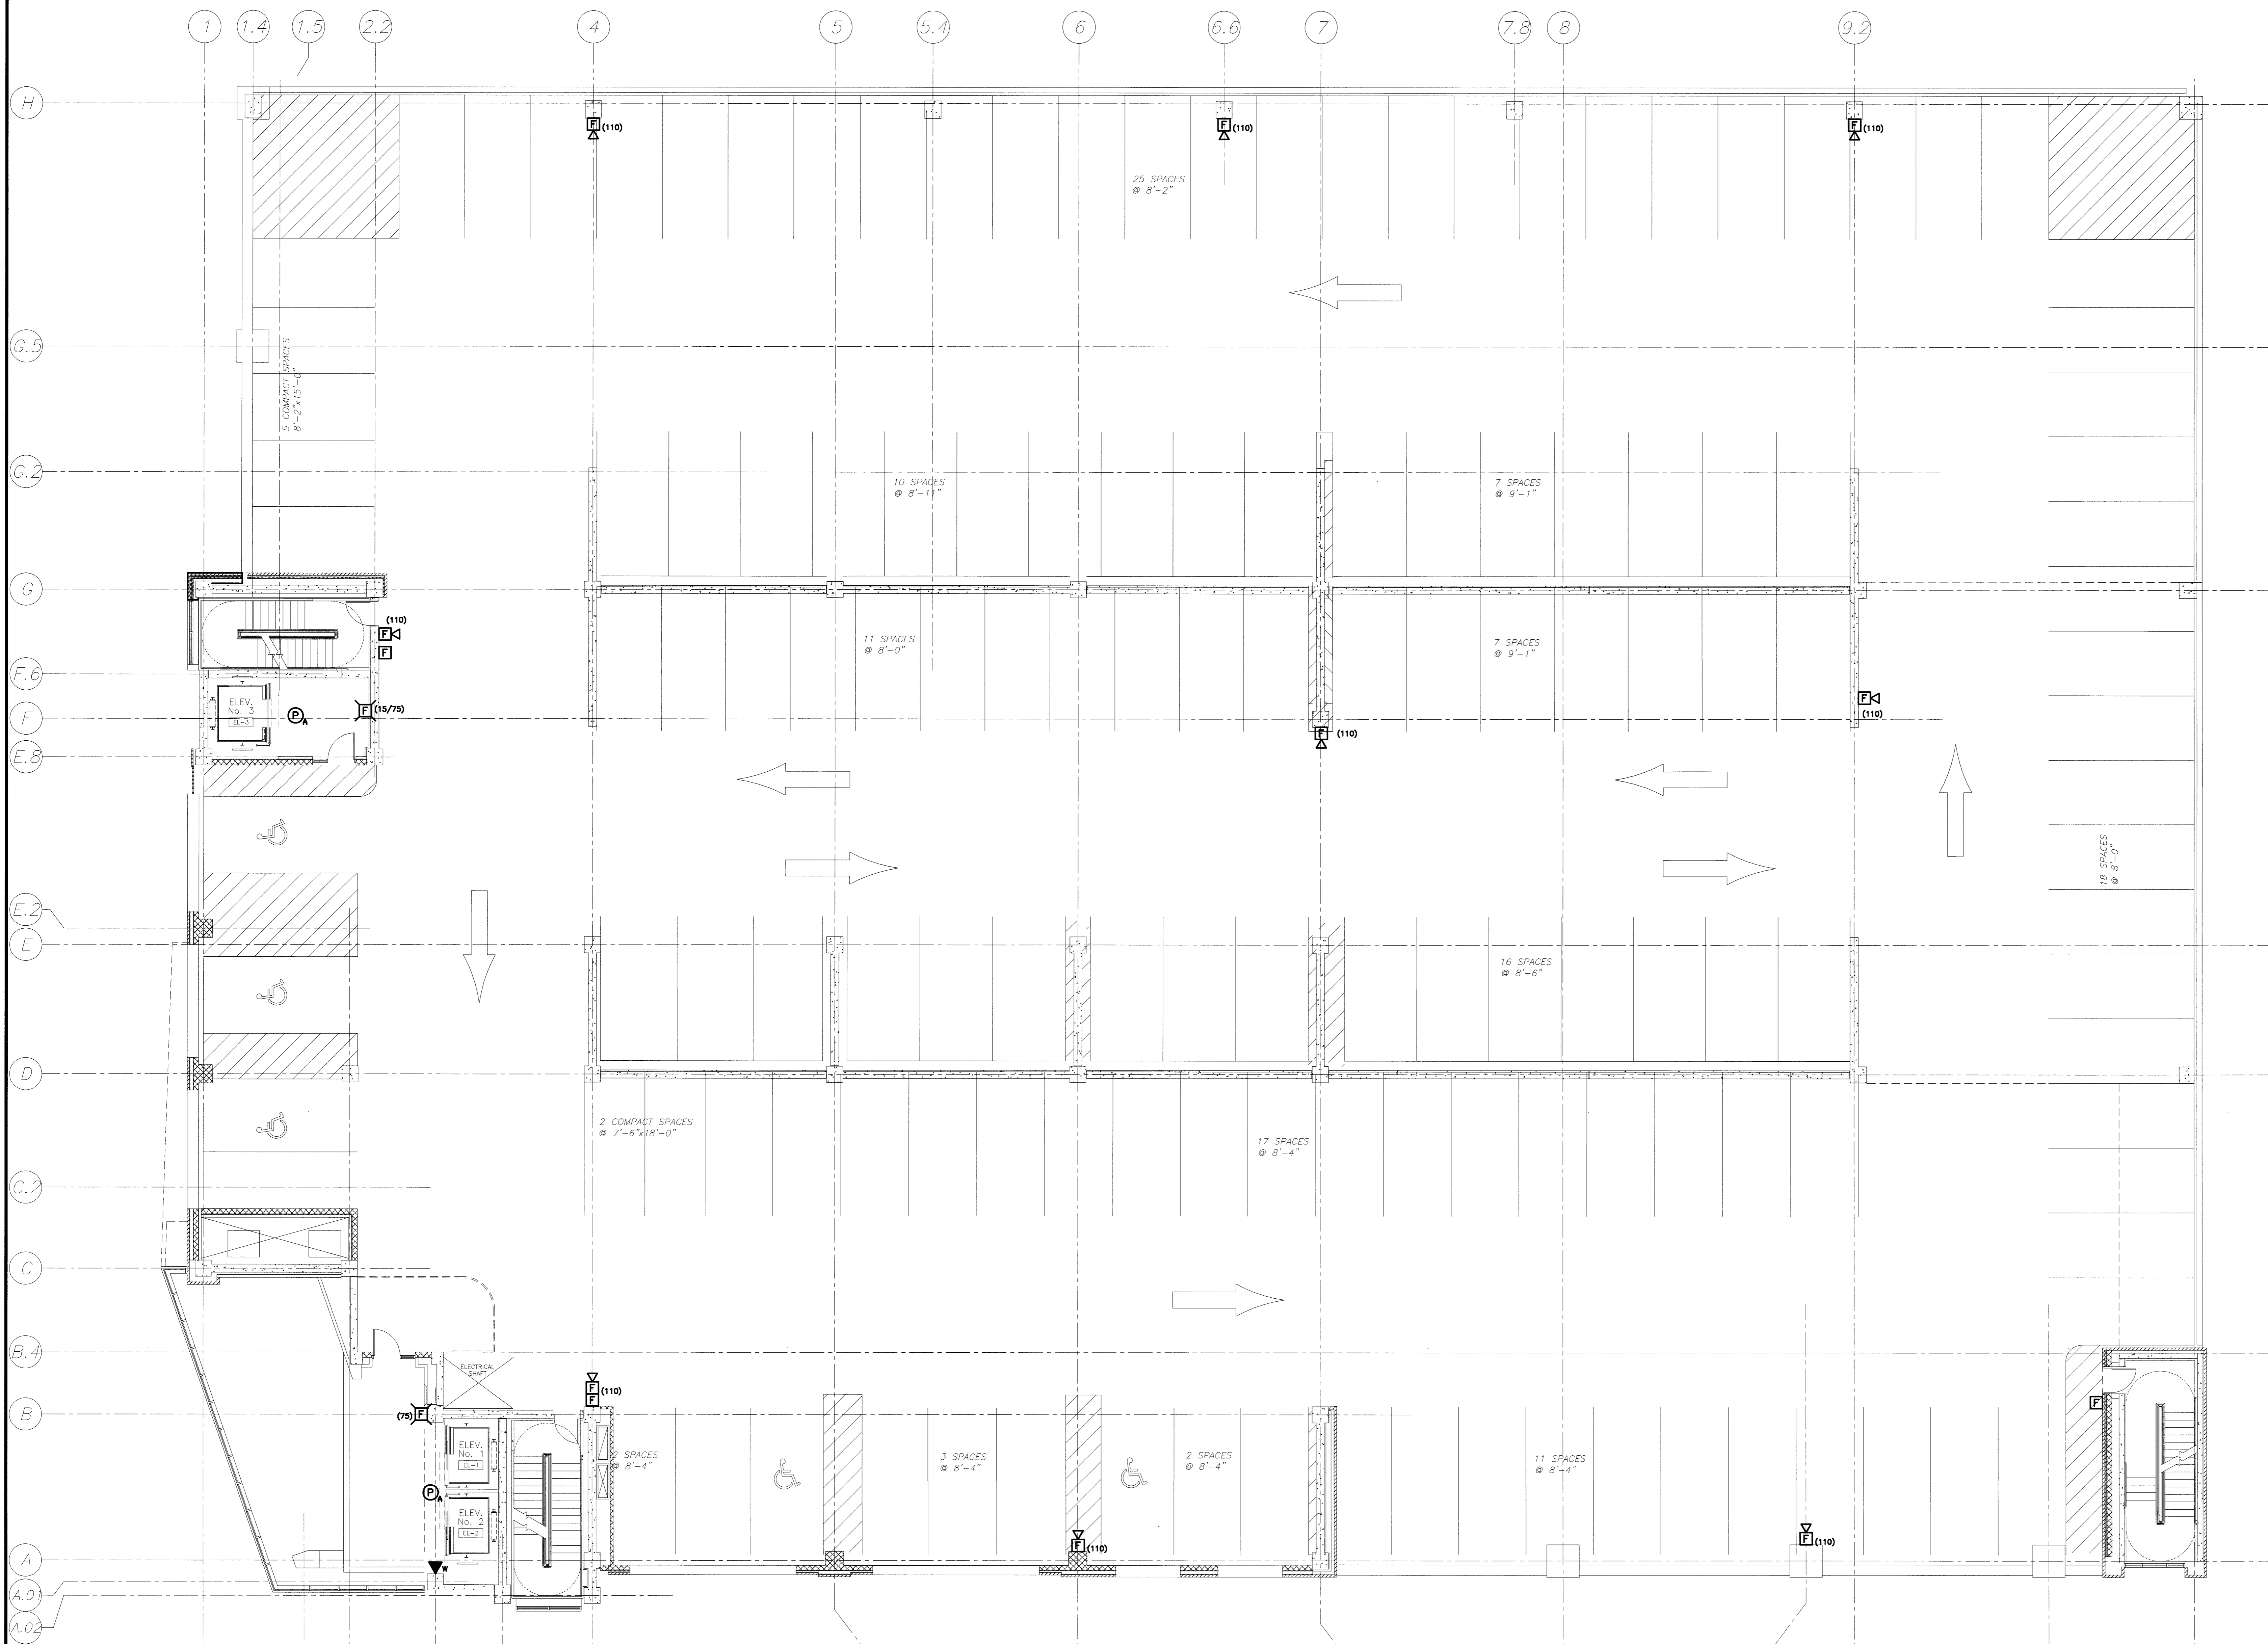 1
1.4
1.5
2.2
4
5
5.4
6
6.6
7
7.8
8
9.2
H
F (110)
F (110)
F (110)
25 SPACES
@ 8'-2"
G.5
5 COMPACT SPACES
8'-2"x15'-0"
G.2
10 SPACES
@ 8'-11"
7 SPACES
@ 9'-1"
G
(110)
F
F
11 SPACES
@ 8'-0"
7 SPACES
@ 9'-1"
F.6
ELEV.
No. 3
EL-3
P A
F (15/75)
F
F
(110)
F (110)
E.8
18 SPACES
@ 8'-0"
E.2
E
16 SPACES
@ 8'-6"
D
2 COMPACT SPACES
@ 7'-6"x18'-0"
17 SPACES
@ 8'-4"
C.2
C
B.4
ELECTRICAL
SHAFT
F (110)
F
F
B
(75) F
ELEV.
No. 1
EL-1
2 SPACES
@ 8'-4"
3 SPACES
@ 8'-4"
2 SPACES
@ 8'-4"
11 SPACES
@ 8'-4"
P A
ELEV.
No. 2
EL-2
F (110)
F (110)
A
W
A.01
A.02